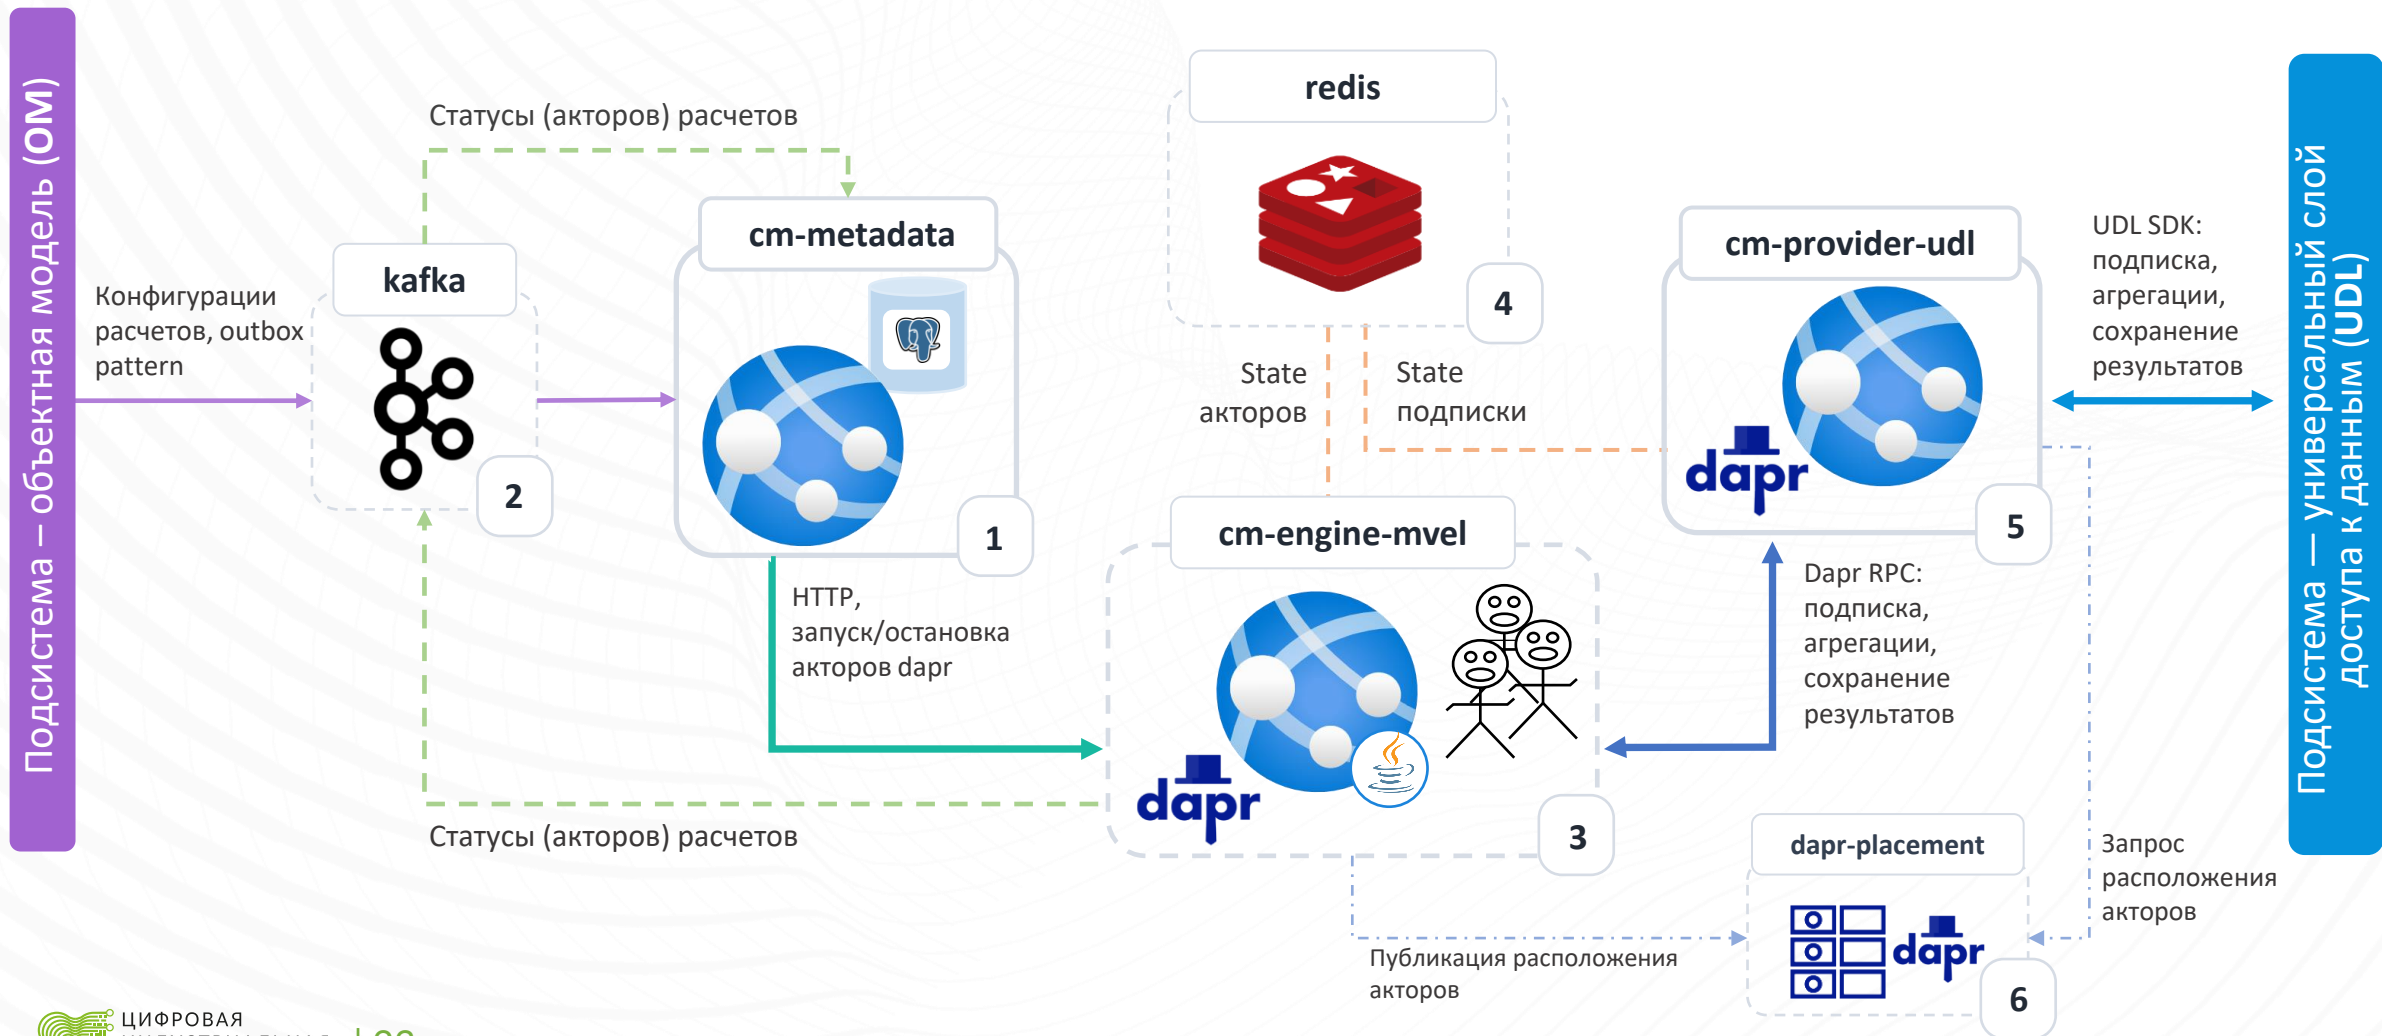 Подсистема – объектная модель (OM)
Статусы (акторов) расчетов
kafka
Конфигурации
расчетов, outbox
pattern
2
cm-metadata
1
HTTP,
запуск/остановка
акторов dapr
Статусы (акторов) расчетов
redis
4
State
акторов
State
подписки
cm-engine-mvel
dapr
3
cm-provider-udl
dapr
5
UDL SDK:
подписка,
агрегации,
сохранение
результатов
Dapr RPC:
подписка,
агрегации,
сохранение
результатов
dapr-placement
dapr
6
Запрос
расположения
акторов
Публикация расположения
акторов
Подсистема — универсальный слой
доступа к данным (UDL)
ЦИФРОВАЯ